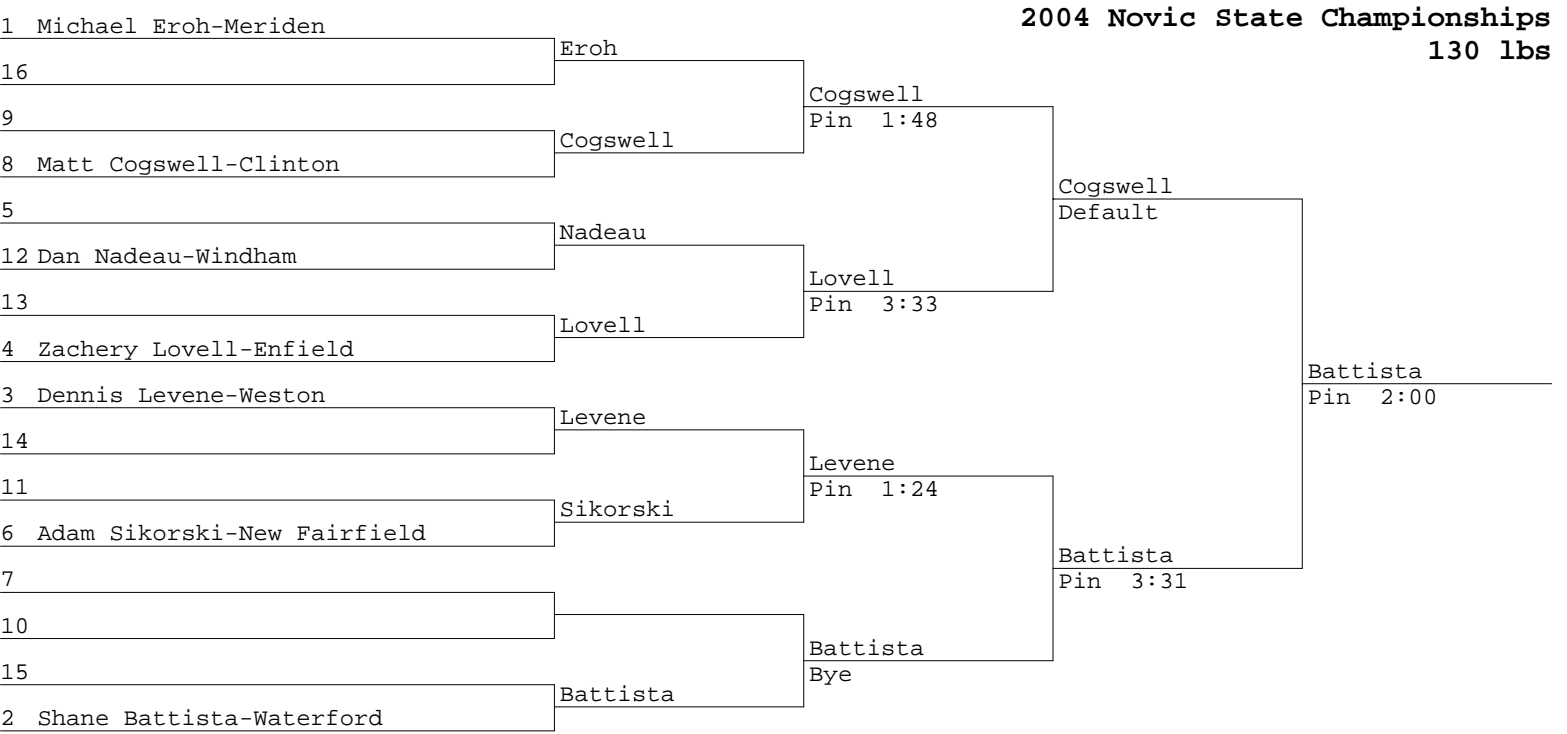 2004 Novic State Championships
130 lbs
1 Michael Eroh-Meriden
16
9
8 Matt Cogswell-Clinton
5
12 Dan Nadeau-Windham
13
4 Zachery Lovell-Enfield
3 Dennis Levene-Weston
14
11
6 Adam Sikorski-New Fairfield
7
10
15
2 Shane Battista-Waterford
Eroh
Cogswell
Nadeau
Lovell
Levene
Sikorski
Battista
Cogswell
Pin 1:48
Lovell
Pin 3:33
Levene
Pin 1:24
Battista
Bye
Cogswell
Default
Battista
Pin 3:31
Battista
Pin 2:00